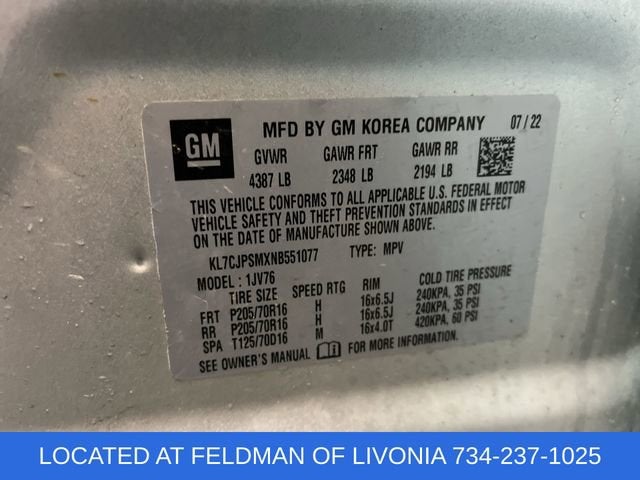 GM
MFD BY GM KOREA COMPANY 07 / 22
GVWR GAWR FRT GAWR RR
4387 LB 2348 LB 2194 LB
THIS VEHICLE CONFORMS TO ALL APPLICABLE U.S. FEDERAL MOTOR
VEHICLE SAFETY AND THEFT PREVENTION STANDARDS IN EFFECT
ON THE DATE OF MANUFACTURE SHOWN ABOVE.
KL7CJPSMXNB551077 TYPE: MPV
MODEL : 1JV76
TIRE SIZE SPEED RTG RIM COLD TIRE PRESSURE
FRT P205/70R16 H 16x6.5J 240KPA, 35 PSI
RR P205/70R16 H 16x6.5J 240KPA, 35 PSI
SPA T125/70D16 M 16x4.0T 420KPA, 60 PSI
SEE OWNER'S MANUAL FOR MORE INFORMATION.
LOCATED AT FELDMAN OF LIVONIA 734-237-1025